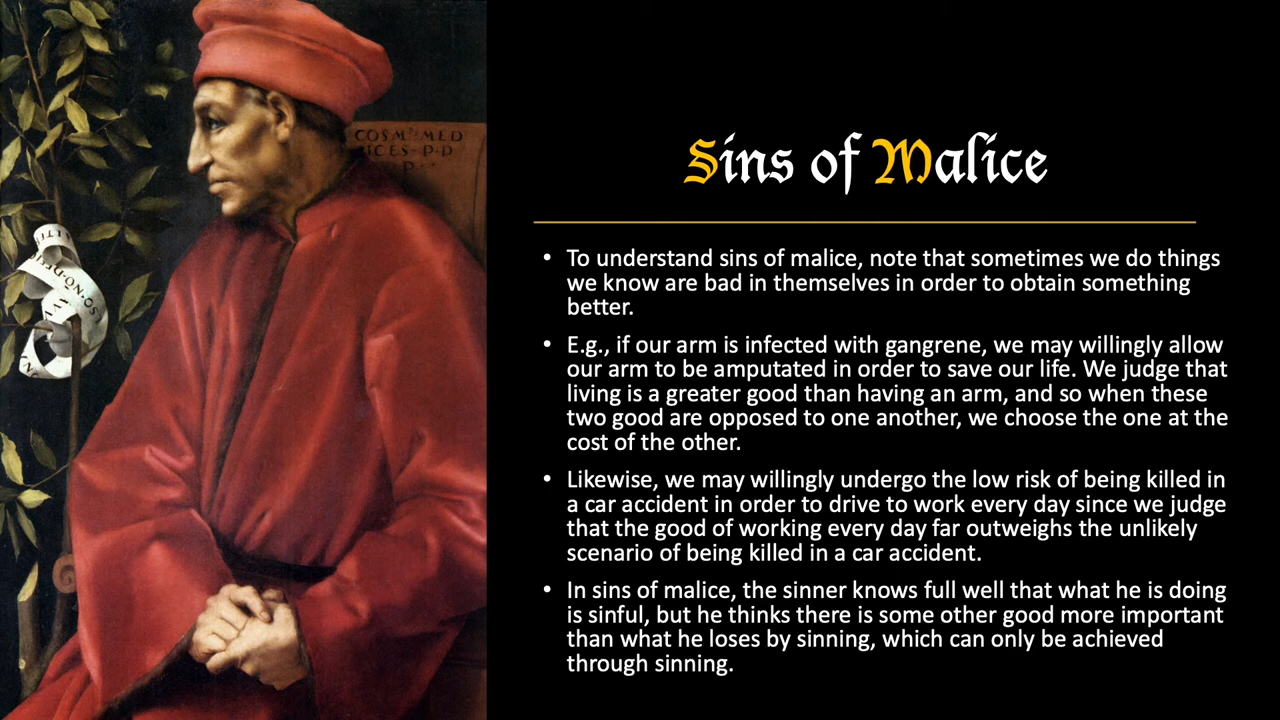 COSM MED
ICES·P·P
P·
Sins of Malice
• To understand sins of malice, note that sometimes we do things
we know are bad in themselves in order to obtain something
better.
• E.g., if our arm is infected with gangrene, we may willingly allow
our arm to be amputated in order to save our life. We judge that
living is a greater good than having an arm, and so when these
two good are opposed to one another, we choose the one at the
cost of the other.
• Likewise, we may willingly undergo the low risk of being killed in
a car accident in order to drive to work every day since we judge
that the good of working every day far outweighs the unlikely
scenario of being killed in a car accident.
• In sins of malice, the sinner knows full well that what he is doing
is sinful, but he thinks there is some other good more important
than what he loses by sinning, which can only be achieved
through sinning.